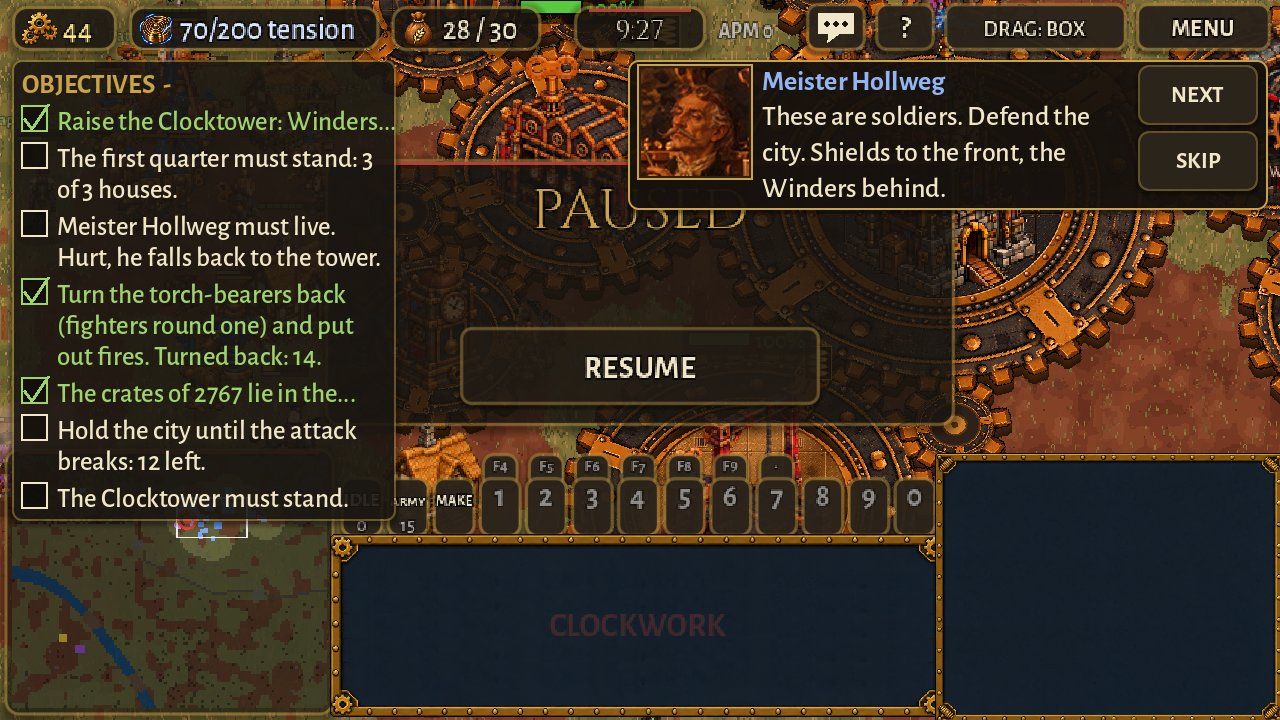 44
70/200 tension
28 / 30
9:27
APM 0
?
DRAG: BOX
MENU
OBJECTIVES -
Raise the Clocktower: Winders...
The first quarter must stand: 3
of 3 houses.
Meister Hollweg must live.
Hurt, he falls back to the tower.
Turn the torch-bearers back
(fighters round one) and put
out fires. Turned back: 14.
The crates of 2767 lie in the...
Hold the city until the attack
breaks: 12 left.
The Clocktower must stand.
Meister Hollweg
These are soldiers. Defend the
city. Shields to the front, the
Winders behind.
NEXT
SKIP
PAUSED
RESUME
F4 F5 F6 F7 F8 F9
IDLE
0
ARMY
15
MAKE
1 2 3 4 5 6 7 8 9 0
CLOCKWORK